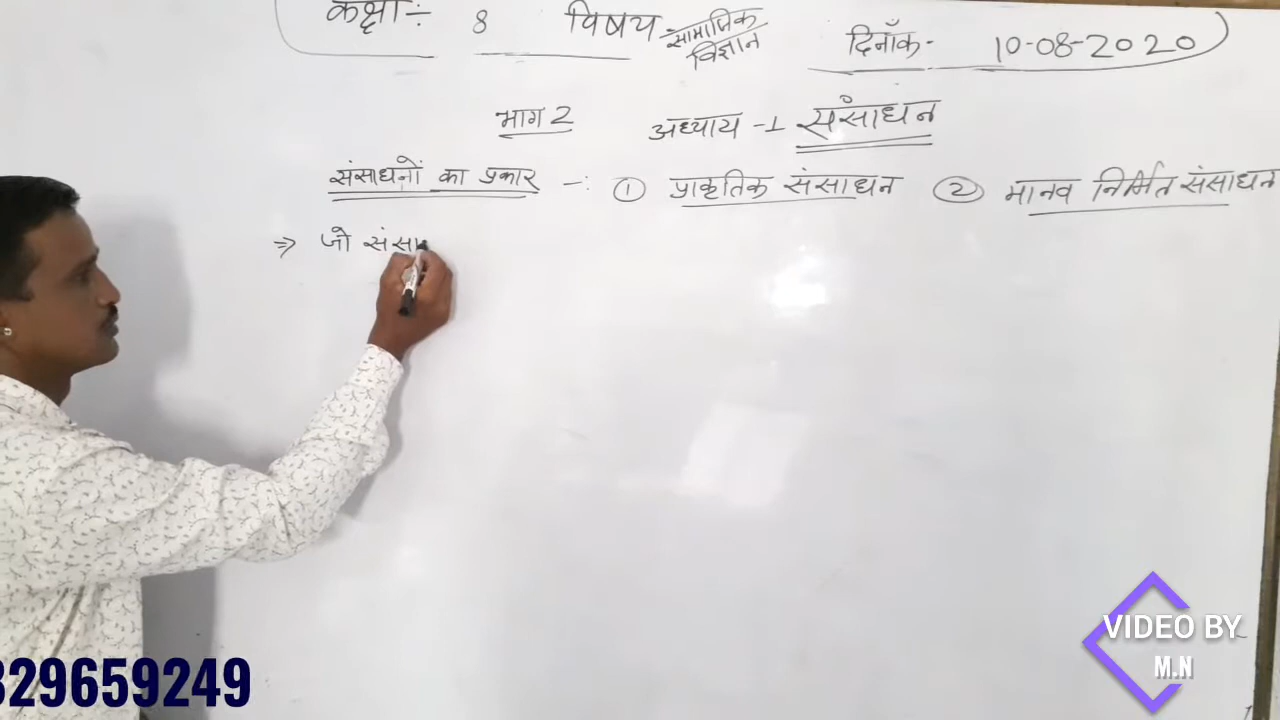 कक्षा ÷ 8 विषय- सामाजिक विज्ञान दिनाँक- 10-08-2020
भाग 2 अध्याय -1 संसाधन
संसाधनों का प्रकार -: ① प्राकृतिक संसाधन ② मानव निर्मित संसाधन
⇒ जो संसा
VIDEO BY
M.N
329659249